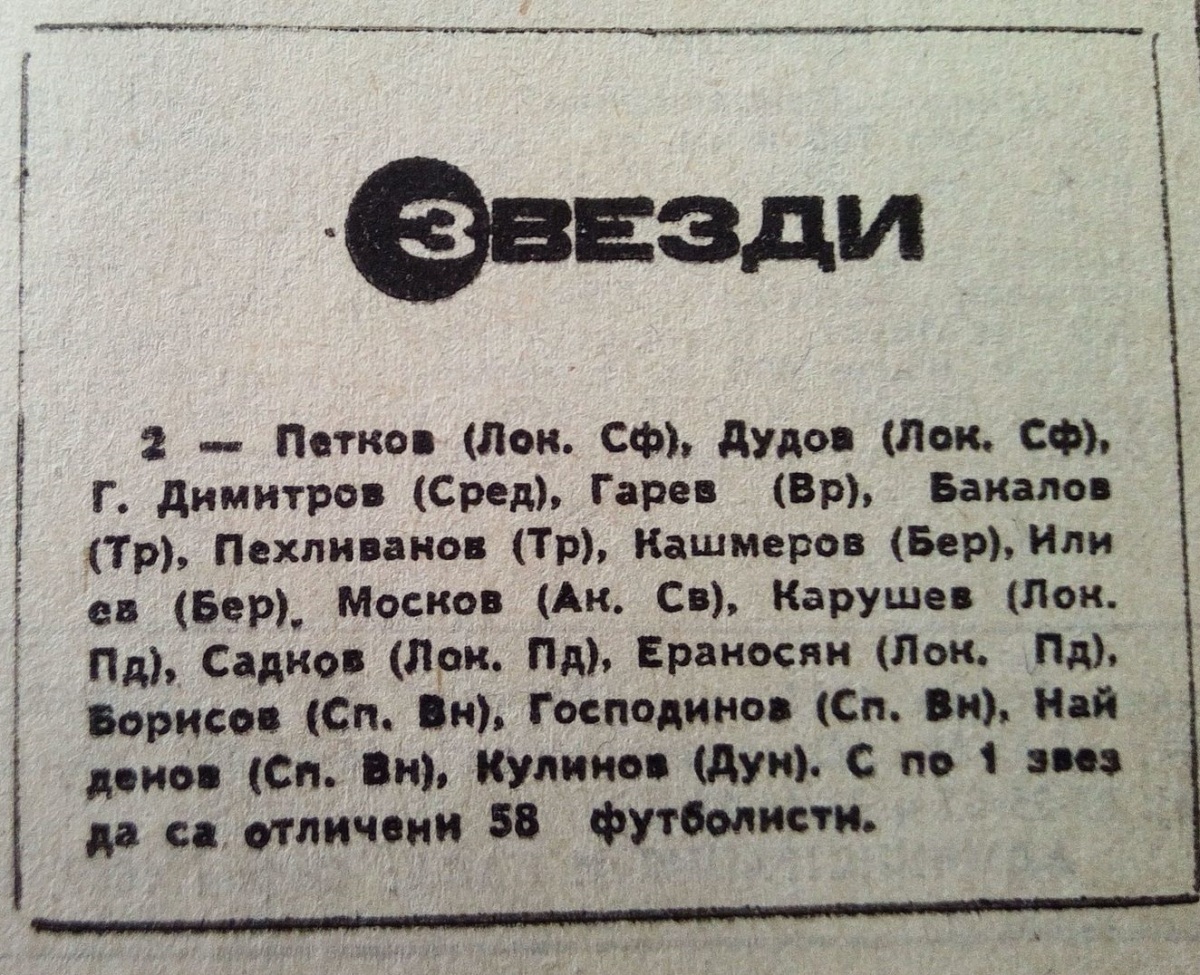 ЗВЕЗДИ
2 — Петков (Лок. Сф), Дудов (Лок. Сф),
Г. Димитров (Сред), Гарев (Вр), Бакалов
(Тр), Пехливанов (Тр), Кашмеров (Бер), Или
ев (Бер), Москов (Ак. Св), Карушев (Лок.
Пд), Садков (Лок. Пд), Ераносян (Лок. Пд),
Борисов (Сп. Вн), Господинов (Сп. Вн), Най
денов (Сп. Вн), Кулинов (Дун). С по 1 звез
да са отличени 58 футболисти.